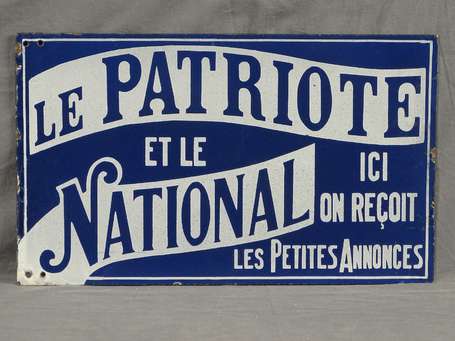 LE PATRIOTE
ET LE
NATIONAL
ICI
ON REÇOIT
LES PETITES ANNONCES